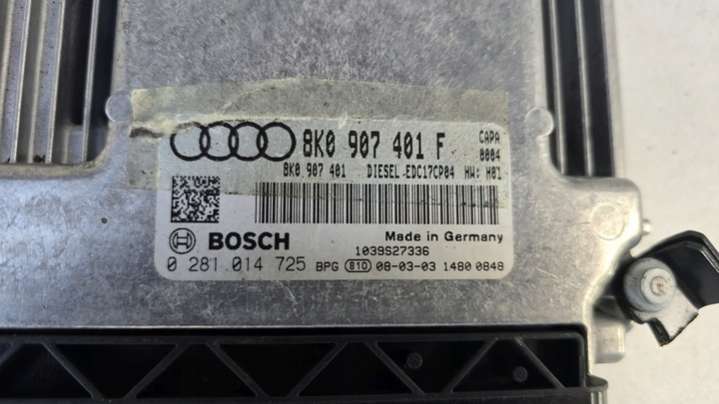 8K0 907 401 F CAPA
0004
8K0 907 401 DIESEL-EDC17CP04 HW: H01
BOSCH Made in Germany
1039S27336
0 281 014 725 BPG 810 08-03-03 1480 0848